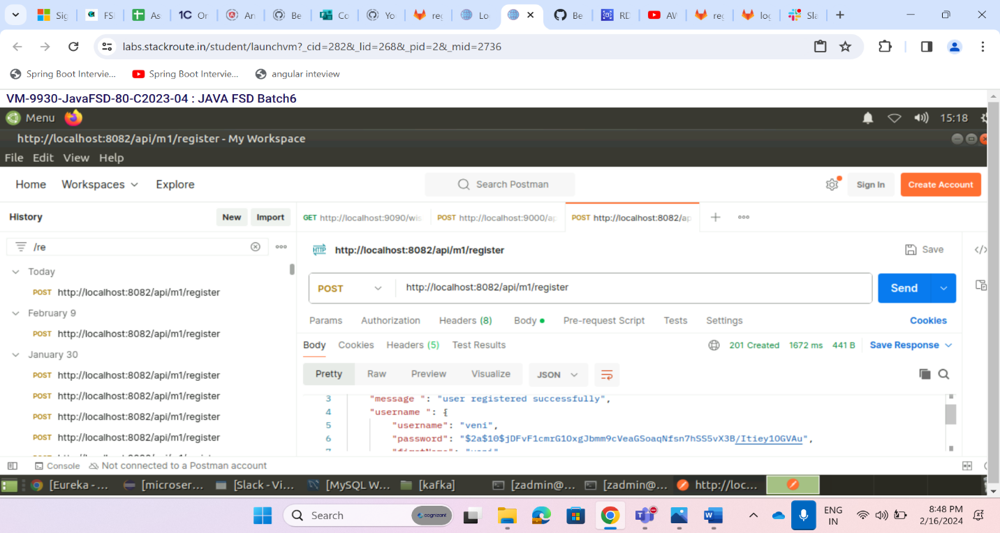 Sig
FSI
As
1C Or
Ar
Be
Co
Yo
reg
Lo
Be
RD
AV
reg
log
Sla
labs.stackroute.in/student/launchvm?_cid=282&_lid=268&_pid=2&_mid=2736
Spring Boot Intervie... Spring Boot Intervie... angular inteview
VM-9930-JavaFSD-80-C2023-04 : JAVA FSD Batch6
Menu 15:18
http://localhost:8082/api/m1/register - My Workspace
File Edit View Help
Home Workspaces Explore Search Postman Sign In Create Account
History New Import GET http://localhost:9090/wis POST http://localhost:9000/ap POST http://localhost:8082/ap
/re http://localhost:8082/api/m1/register Save
HTTP
Today
POST http://localhost:8082/api/m1/register
February 9
POST http://localhost:8082/api/m1/register
January 30
POST http://localhost:8082/api/m1/register
POST http://localhost:8082/api/m1/register
POST http://localhost:8082/api/m1/register
POST http://localhost:8082/api/m1/register
POST http://localhost:8082/api/m1/register Send
Params Authorization Headers (8) Body Pre-request Script Tests Settings Cookies
Body Cookies Headers (5) Test Results 201 Created 1672 ms 441 B Save Response
Pretty Raw Preview Visualize JSON
3 "message ": "user registered successfully",
4 "username ": {
5 "username": "veni",
6 "password": "$2a$10$jDFvF1cmrG1OxgJbmm9cVeaGSoaqNfsn7hSS5vX3B/Itiey1OGVAu",
Console Not connected to a Postman account
[Eureka -... [microser... [Slack - Vi... [MySQL W... [kafka] [zadmin@... [zadmin@... http://loc...
Search cognizant ENG IN 8:48 PM 2/16/2024